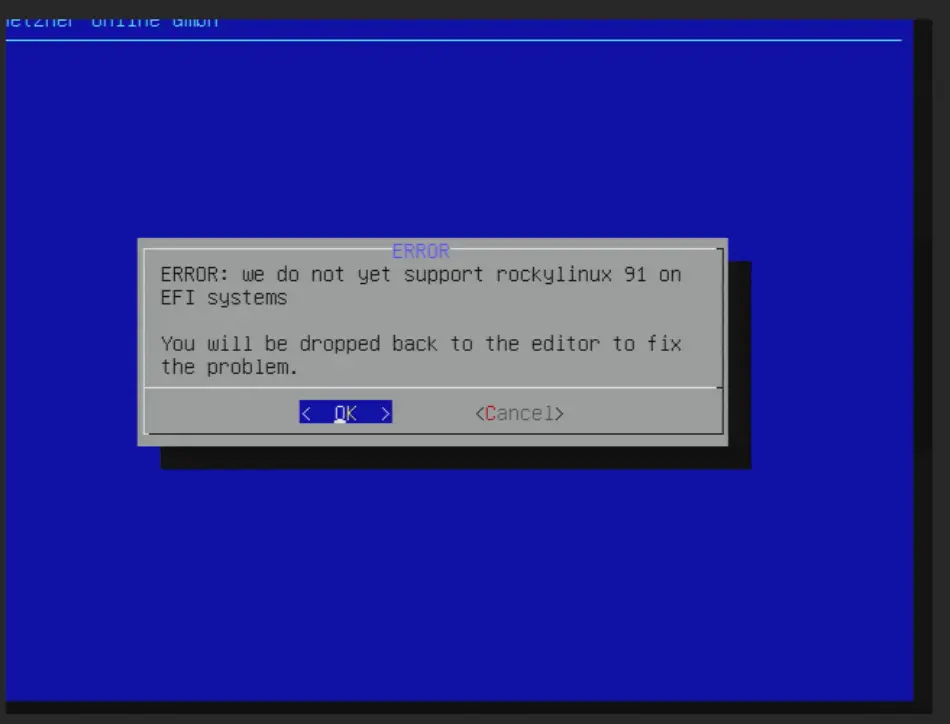 Online GmbH
ERROR
ERROR: we do not yet support rockylinux 91 on
EFI systems
You will be dropped back to the editor to fix
the problem.
< OK > <Cancel>